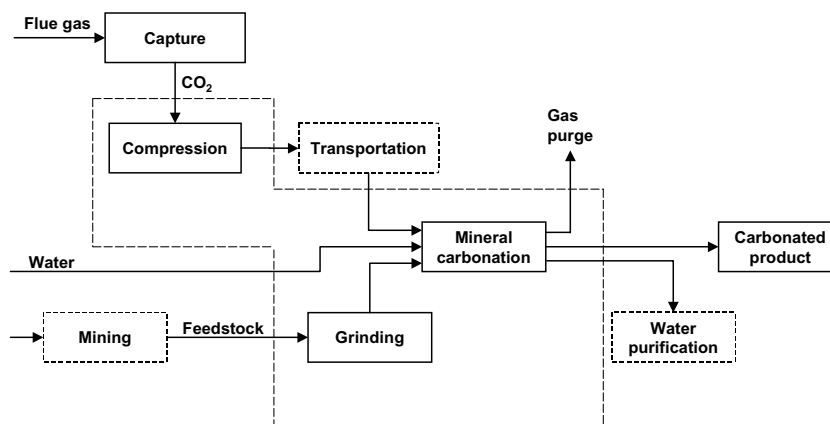 Flue gas
Capture
CO₂
Compression
Transportation
Gas
purge
Mineral
carbonation
Carbonated
product
Water
Mining
Feedstock
Grinding
Water
purification